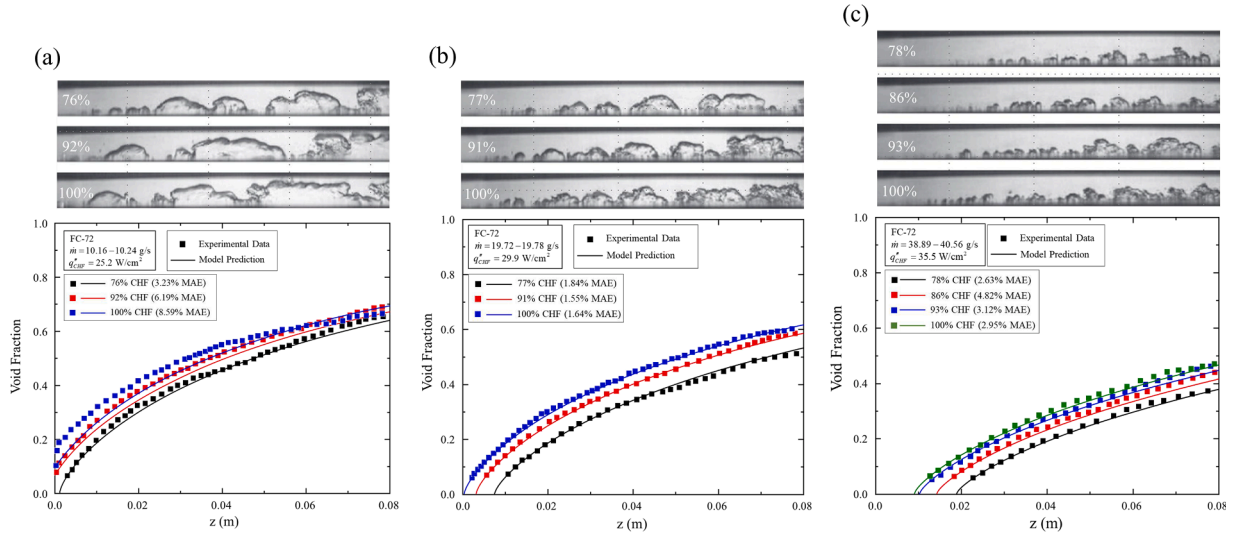 (a)
76%
92%
100%
1.0
0.8
0.6
0.4
0.2
0.0
Void Fraction
FC-72
ṁ = 10.16−10.24 g/s
q″CHF = 25.2 W/cm²
Experimental Data
Model Prediction
76% CHF (3.23% MAE)
92% CHF (6.19% MAE)
100% CHF (8.59% MAE)
0.0 0.02 0.04 0.06 0.08
z (m)
(b)
77%
91%
100%
1.0
0.8
0.6
0.4
0.2
0.0
Void Fraction
FC-72
ṁ = 19.72−19.78 g/s
q″CHF = 29.9 W/cm²
Experimental Data
Model Prediction
77% CHF (1.84% MAE)
91% CHF (1.55% MAE)
100% CHF (1.64% MAE)
0.0 0.02 0.04 0.06 0.08
z (m)
(c)
78%
86%
93%
100%
1.0
0.8
0.6
0.4
0.2
0.0
Void Fraction
FC-72
ṁ = 38.89−40.56 g/s
q″CHF = 35.5 W/cm²
Experimental Data
Model Prediction
78% CHF (2.63% MAE)
86% CHF (4.82% MAE)
93% CHF (3.12% MAE)
100% CHF (2.95% MAE)
0.0 0.02 0.04 0.06 0.08
z (m)